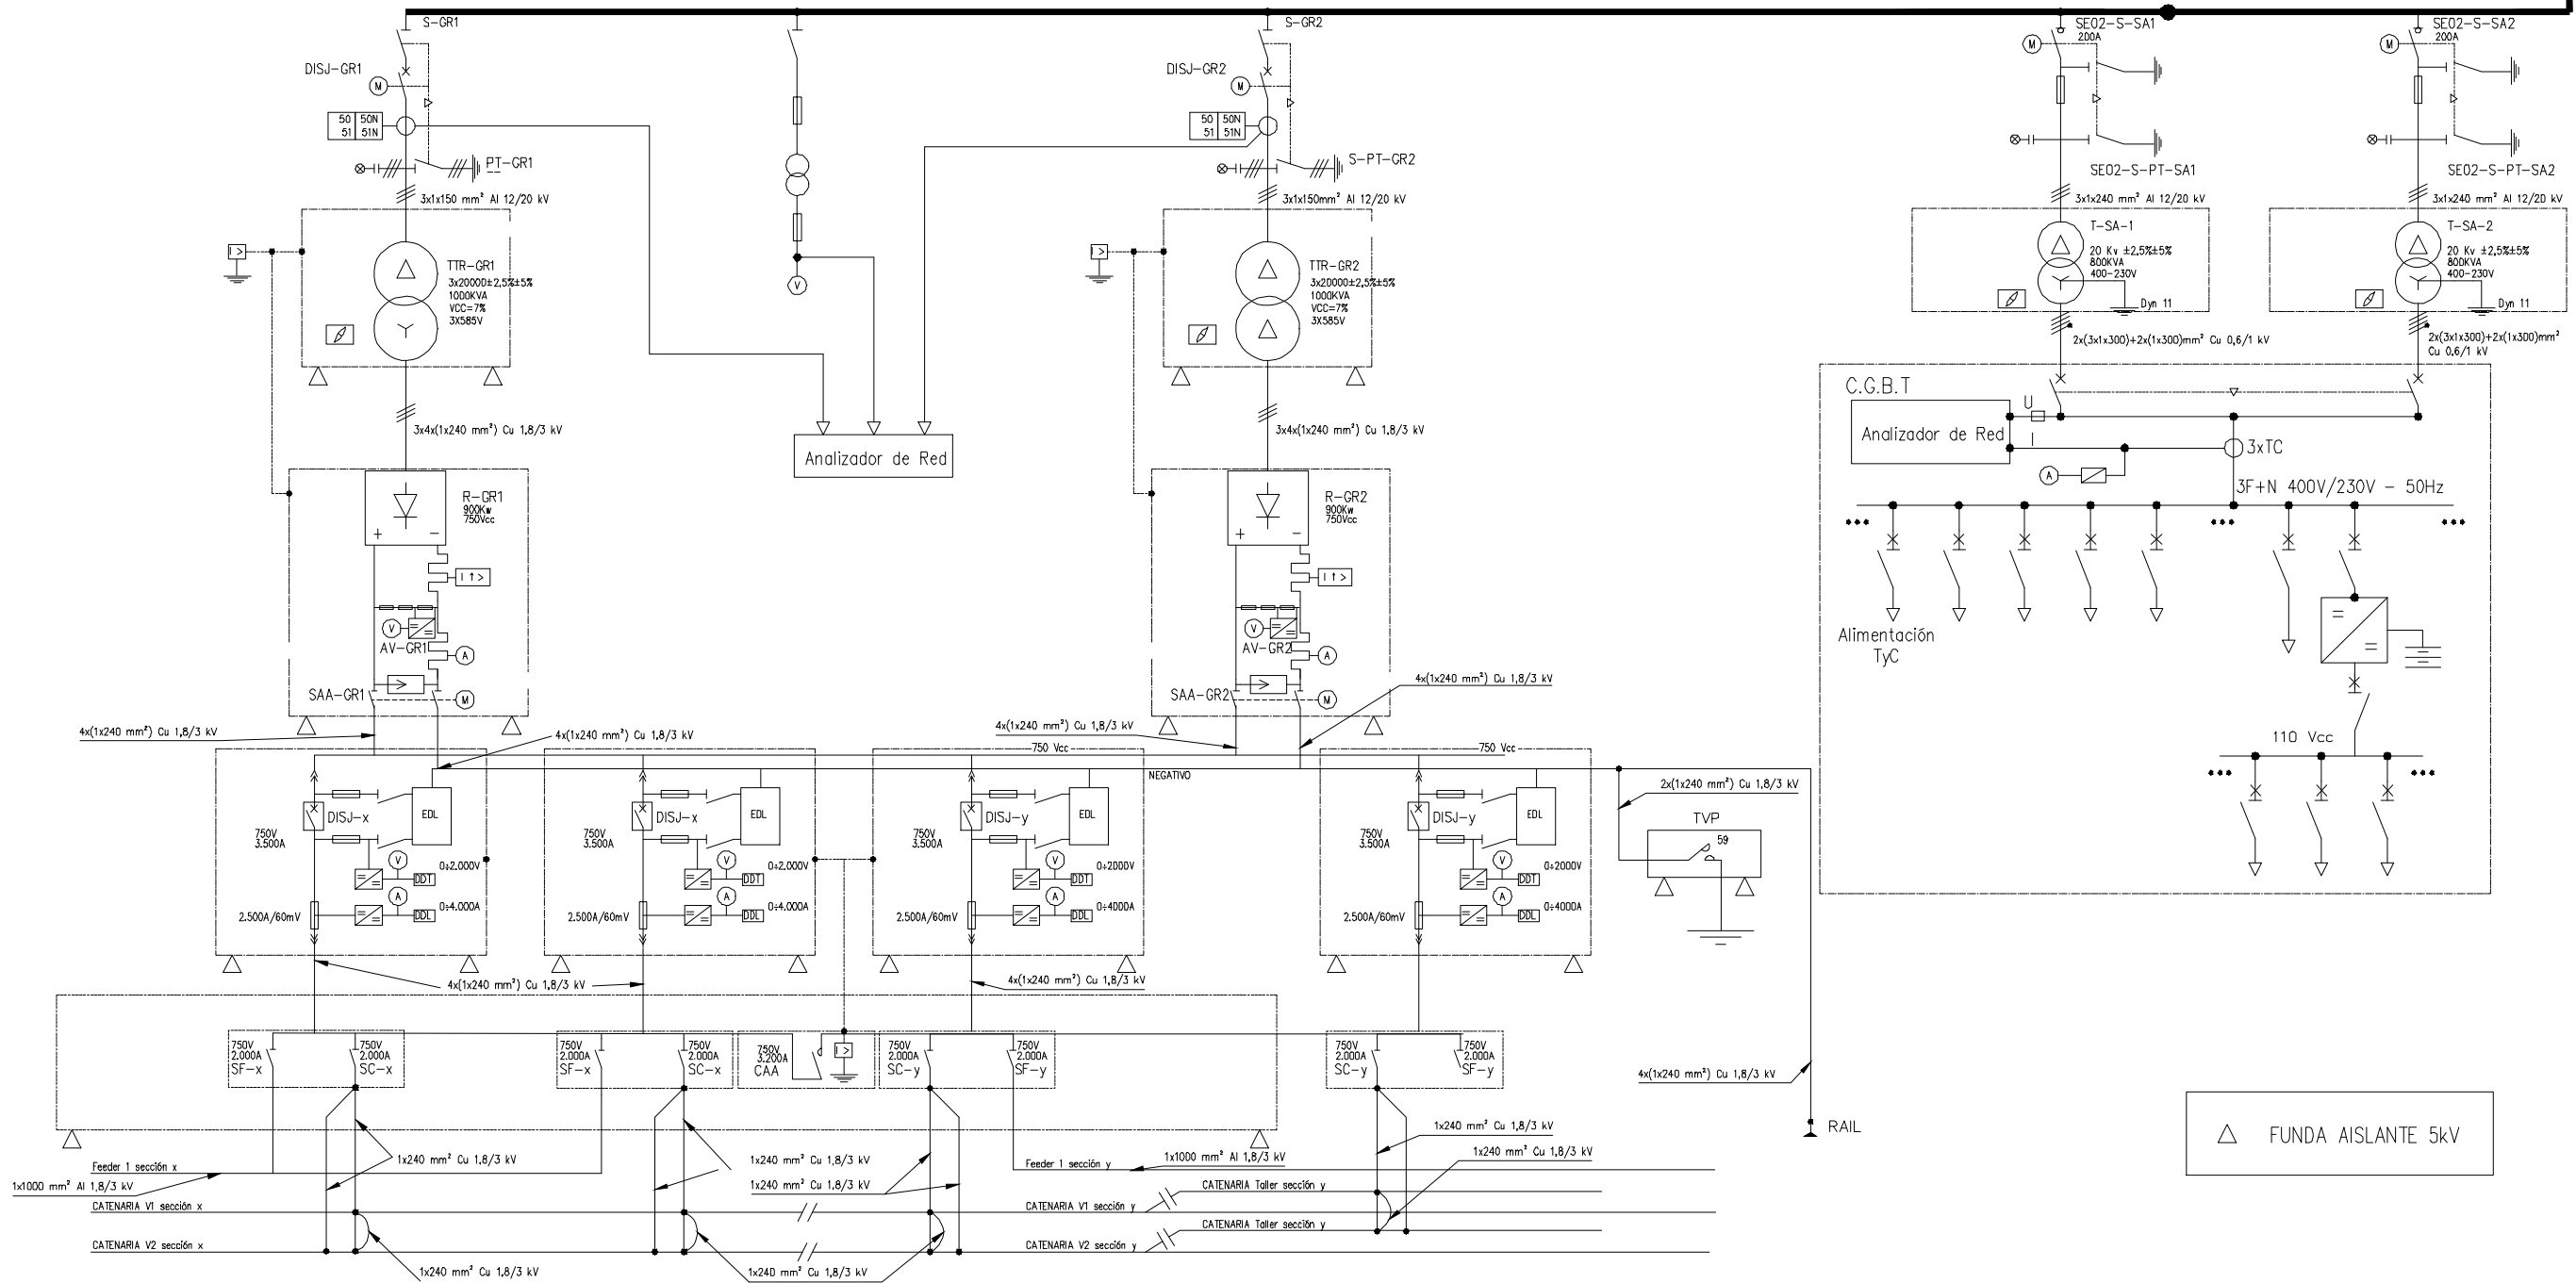 S-GR1
S-GR2
SE02-S-SA1
200A
SE02-S-SA2
200A
DISJ-GR1
M
DISJ-GR2
M
M
M
50 50N
51 51N
50 50N
51 51N
PT-GR1
S-PT-GR2
SE02-S-PT-SA1
SE02-S-PT-SA2
3x1x150 mm² Al 12/20 kV
3x1x150mm² Al 12/20 kV
3x1x240 mm² Al 12/20 kV
3x1x240 mm² Al 12/20 kV
I >
TTR-GR1
3x20000±2,5%±5%
1000KVA
VCC=7%
3X585V
V
I >
TTR-GR2
3x20000±2,5%±5%
1000KVA
VCC=7%
3X585V
T-SA-1
20 Kv ±2,5%±5%
800KVA
400-230V
Dyn 11
T-SA-2
20 Kv ±2,5%±5%
800KVA
400-230V
Dyn 11
2x(3x1x300)+2x(1x300)mm² Cu 0,6/1 kV
2x(3x1x300)+2x(1x300)mm²
Cu 0,6/1 kV
3x4x(1x240 mm²) Cu 1,8/3 kV
Analizador de Red
3x4x(1x240 mm²) Cu 1,8/3 kV
C.G.B.T
Analizador de Red
U
I
3xTC
A
3F+N 400V/230V - 50Hz
Alimentación
TyC
110 Vcc
R-GR1
900Kw
750Vcc
+ -
I ↑ >
V
AV-GR1
A
SAA-GR1
M
R-GR2
900Kw
750Vcc
+ -
I ↑ >
V
AV-GR2
A
SAA-GR2
M
4x(1x240 mm²) Cu 1,8/3 kV
4x(1x240 mm²) Cu 1,8/3 kV
4x(1x240 mm²) Cu 1,8/3 kV
4x(1x240 mm²) Cu 1,8/3 kV
750 Vcc
750 Vcc
NEGATIVO
DISJ-x
EDL
750V
3.500A
V
0÷2.000V
DDT
A
0÷4.000A
DDL
2.500A/60mV
DISJ-x
EDL
750V
3.500A
V
0÷2.000V
DDT
A
0÷4.000A
DDL
2.500A/60mV
DISJ-y
EDL
750V
3.500A
V
0÷2000V
DDT
A
0÷4000A
DDL
2.500A/60mV
DISJ-y
EDL
750V
3.500A
V
0÷2000V
DDT
A
0÷4000A
DDL
2.500A/60mV
2x(1x240 mm²) Cu 1,8/3 kV
TVP
59
4x(1x240 mm²) Cu 1,8/3 kV
4x(1x240 mm²) Cu 1,8/3 kV
750V
2.000A
SF-x
750V
2.000A
SC-x
750V
2.000A
SF-x
750V
2.000A
SC-x
750V
3.200A
CAA
I >
750V
2.000A
SC-y
750V
2.000A
SF-y
750V
2.000A
SC-y
750V
2.000A
SF-y
4x(1x240 mm²) Cu 1,8/3 kV
RAIL
FUNDA AISLANTE 5kV
Feeder 1 sección x
1x1000 mm² Al 1,8/3 kV
1x240 mm² Cu 1,8/3 kV
1x240 mm² Cu 1,8/3 kV
1x240 mm² Cu 1,8/3 kV
Feeder 1 sección y
1x1000 mm² Al 1,8/3 kV
1x240 mm² Cu 1,8/3 kV
1x240 mm² Cu 1,8/3 kV
CATENARIA Taller sección y
CATENARIA V1 sección x
CATENARIA V1 sección y
CATENARIA Taller sección y
CATENARIA V2 sección x
CATENARIA V2 sección y
1x240 mm² Cu 1,8/3 kV
1x240 mm² Cu 1,8/3 kV